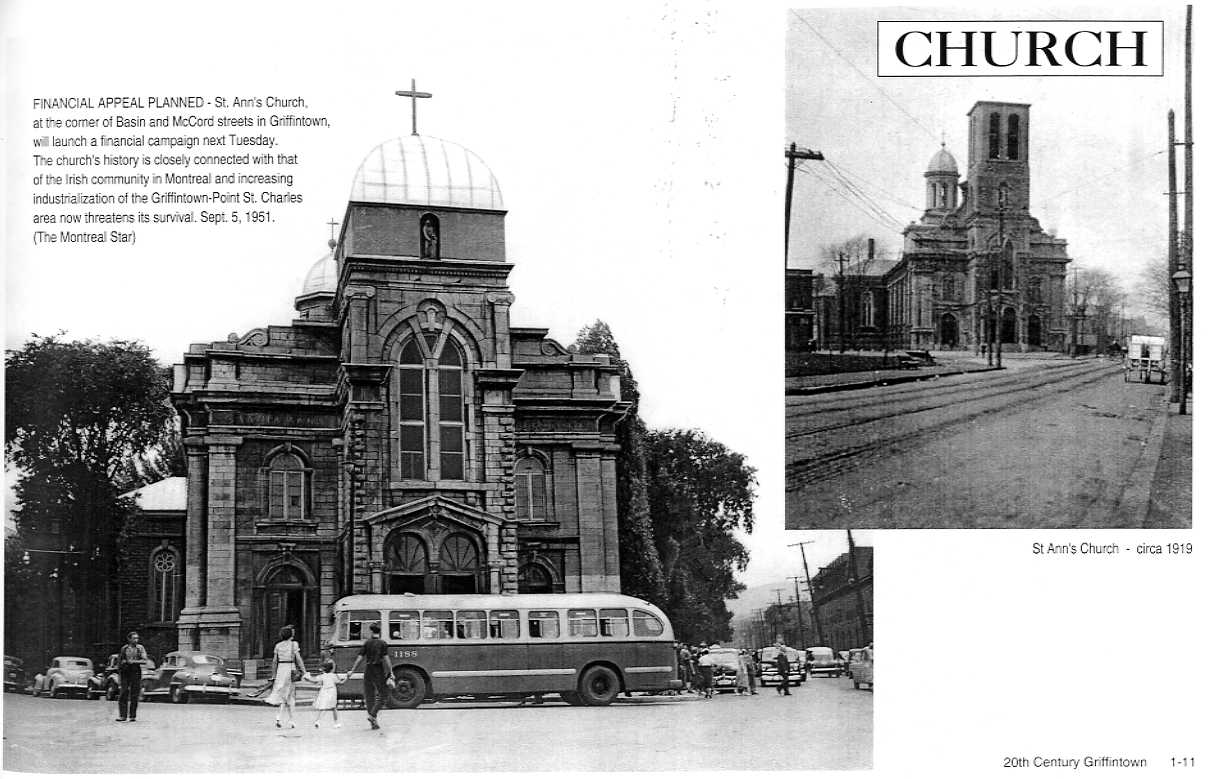 CHURCH
FINANCIAL APPEAL PLANNED - St. Ann's Church,
at the corner of Basin and McCord streets in Griffintown,
will launch a financial campaign next Tuesday.
The church's history is closely connected with that
of the Irish community in Montreal and increasing
industrialization of the Griffintown-Point St. Charles
area now threatens its survival. Sept. 5, 1951.
(The Montreal Star)
1188
St Ann's Church - circa 1919
20th Century Griffintown 1-11